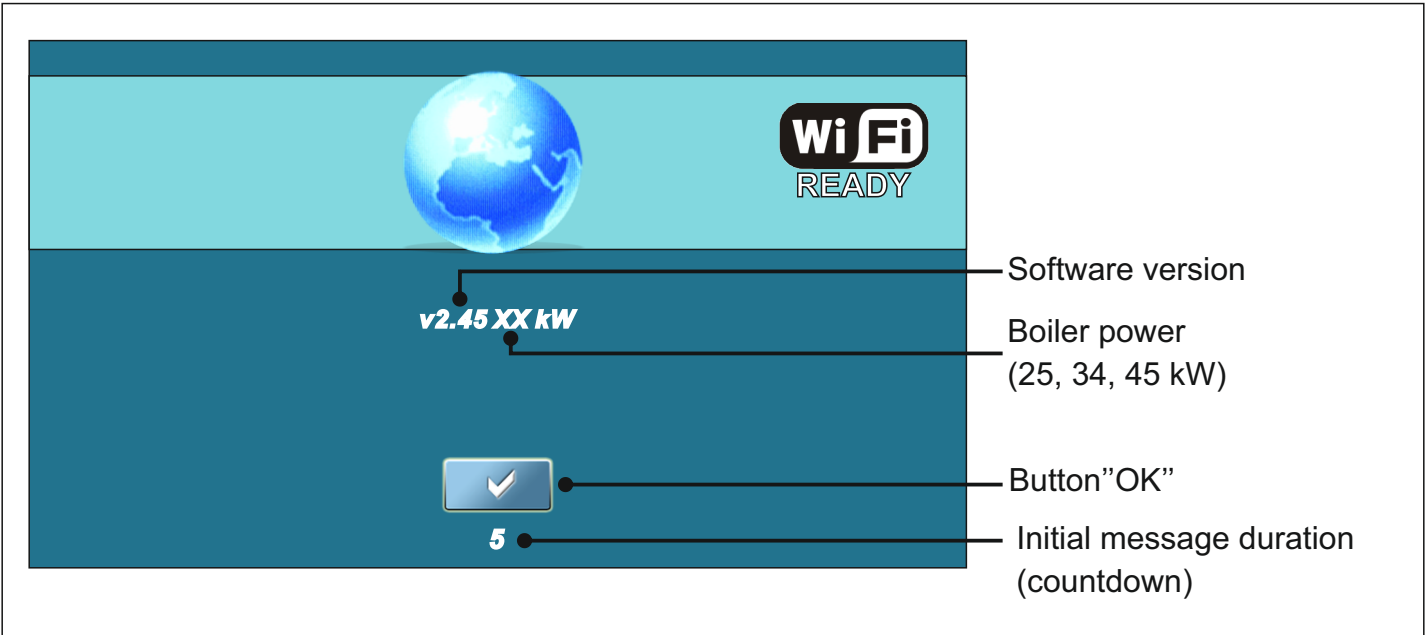 Wi Fi
READY
Software version
v2.45 XX kW
Boiler power
(25, 34, 45 kW)
Button’’OK’’
5
Initial message duration
(countdown)